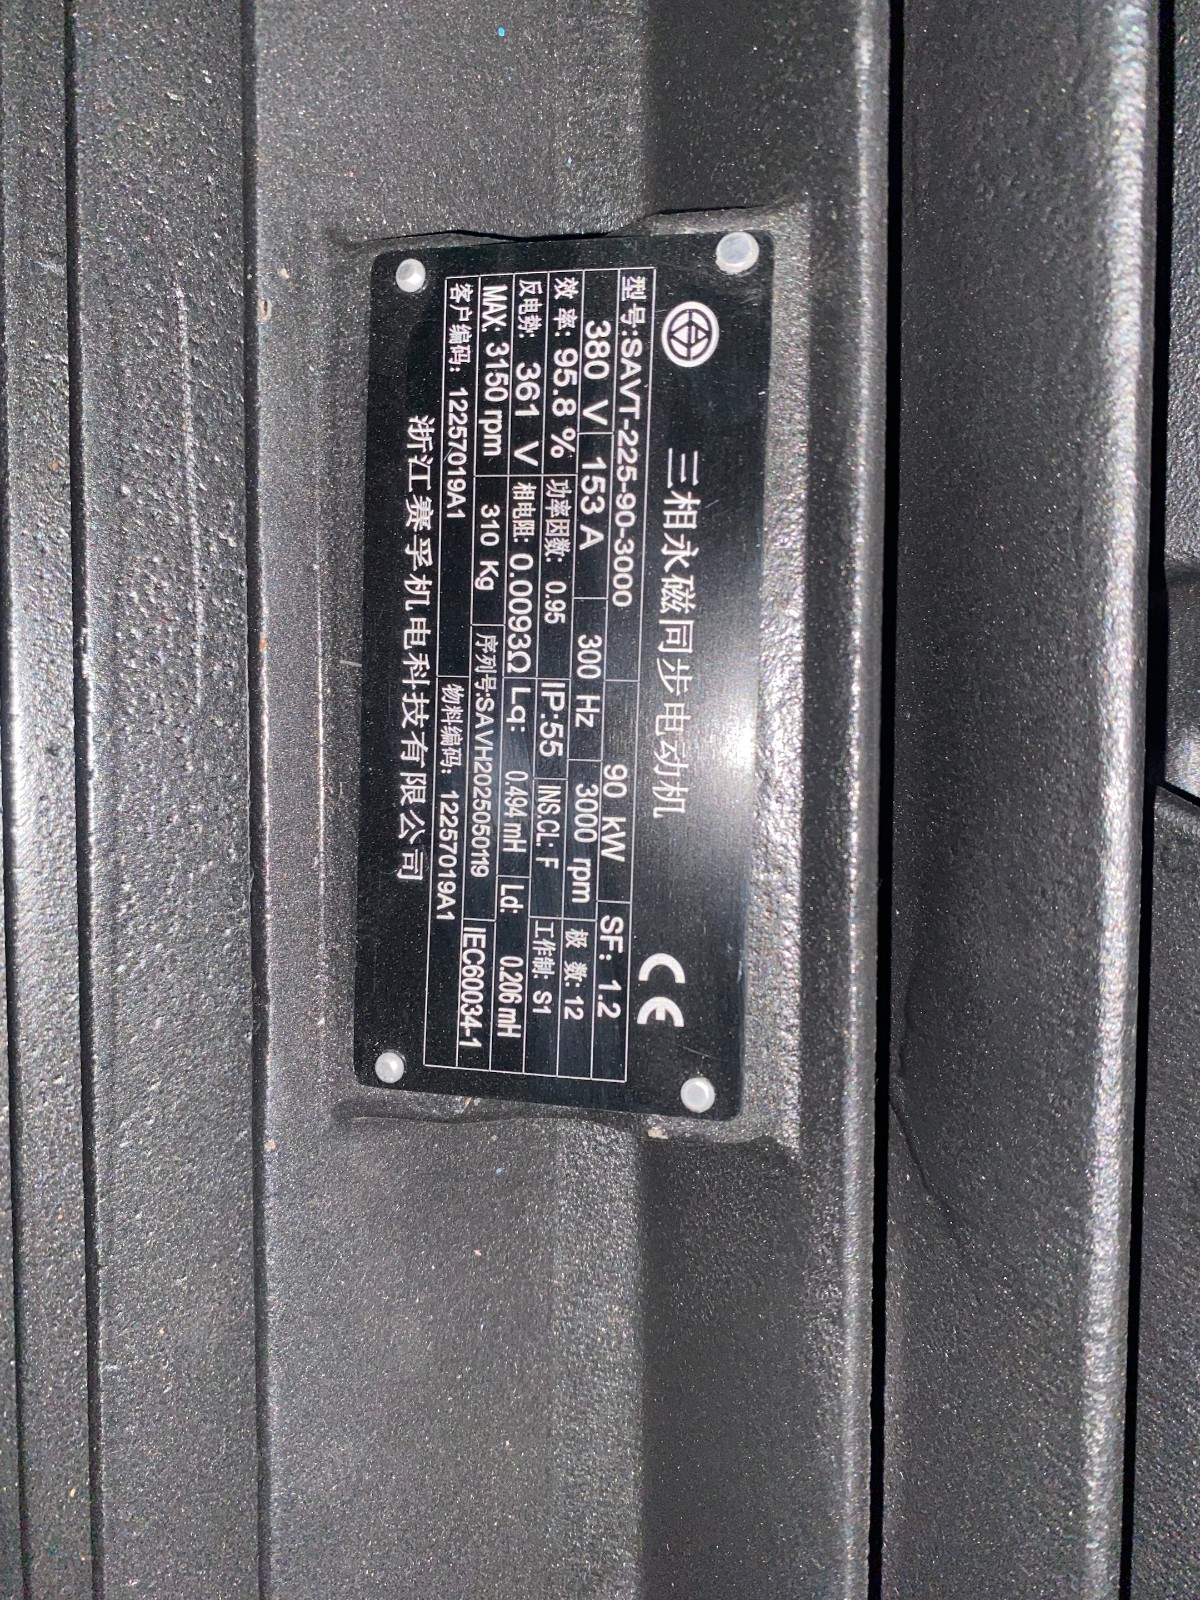 三相永磁同步电动机 CE
型号:SAVT-225-90-3000 90 kW SF: 1.2
380 V 153 A 300 Hz 3000 rpm 极 数: 12
效 率: 95.8 % 功率因数: 0.95 IP:55 INS.CL: F 工作制: S1
反电势: 361 V 相电阻: 0.0093Ω Lq: 0.494 mH Ld: 0.206 mH
MAX: 3150 rpm 310 Kg 序列号:SAVH2025050119 IEC60034-1
客户编码: 12257019A1 物料编码: 12257019A1
浙江赛孚机电科技有限公司